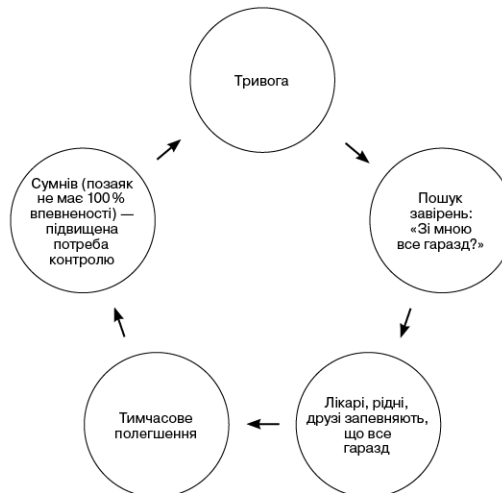 Тривога
Пошук
завірень:
«Зі мною
все гаразд?»
Лікарі, рідні,
друзі запевняють,
що все
гаразд
Тимчасове
полегшення
Сумнів (позаяк
не має 100 %
впевнености) —
підвищена
потреба
контролю